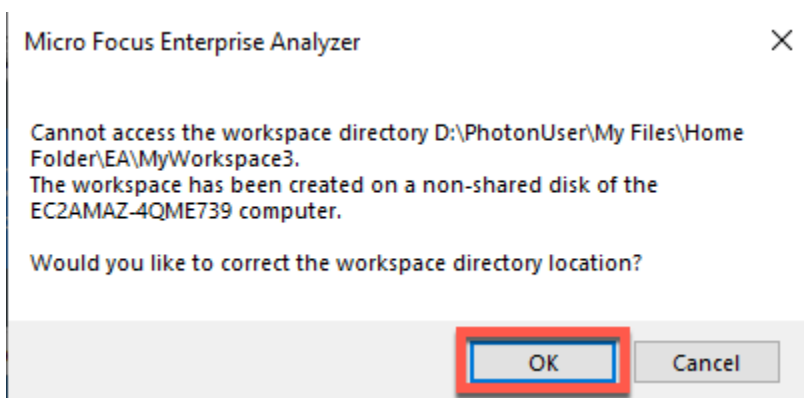 Micro Focus Enterprise Analyzer
Cannot access the workspace directory D:\PhotonUser\My Files\Home
Folder\EA\MyWorkspace3.
The workspace has been created on a non-shared disk of the
EC2AMAZ-4QME739 computer.
Would you like to correct the workspace directory location?
OK
Cancel